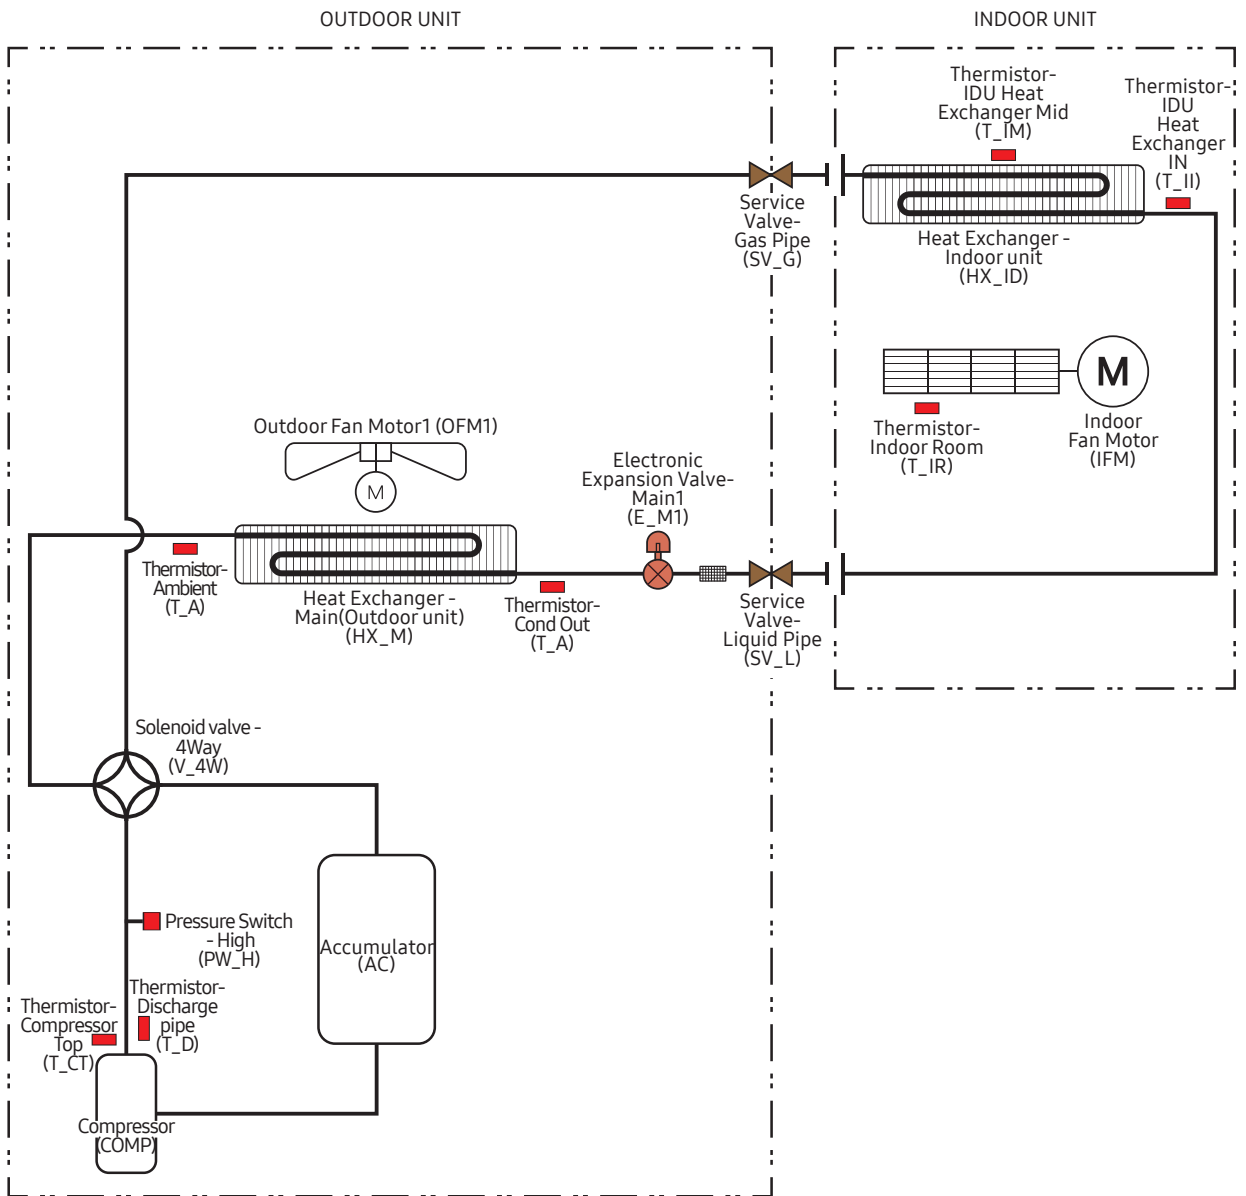 OUTDOOR UNIT
INDOOR UNIT
Thermistor-
IDU Heat
Exchanger Mid
(T_IM)
Thermistor-
IDU
Heat
Exchanger
IN
(T_II)
Service
Valve-
Gas Pipe
(SV_G)
Heat Exchanger -
Indoor unit
(HX_ID)
M
Indoor
Fan Motor
(IFM)
Thermistor-
Indoor Room
(T_IR)
Outdoor Fan Motor1 (OFM1)
M
Electronic
Expansion Valve-
Main1
(E_M1)
Thermistor-
Ambient
(T_A)
Heat Exchanger -
Main(Outdoor unit)
(HX_M)
Thermistor-
Cond Out
(T_A)
Service
Valve-
Liquid Pipe
(SV_L)
Solenoid valve -
4Way
(V_4W)
Pressure Switch
- High
(PW_H)
Accumulator
(AC)
Thermistor-
Discharge
pipe
(T_D)
Thermistor-
Compressor
Top
(T_CT)
Compressor
(COMP)